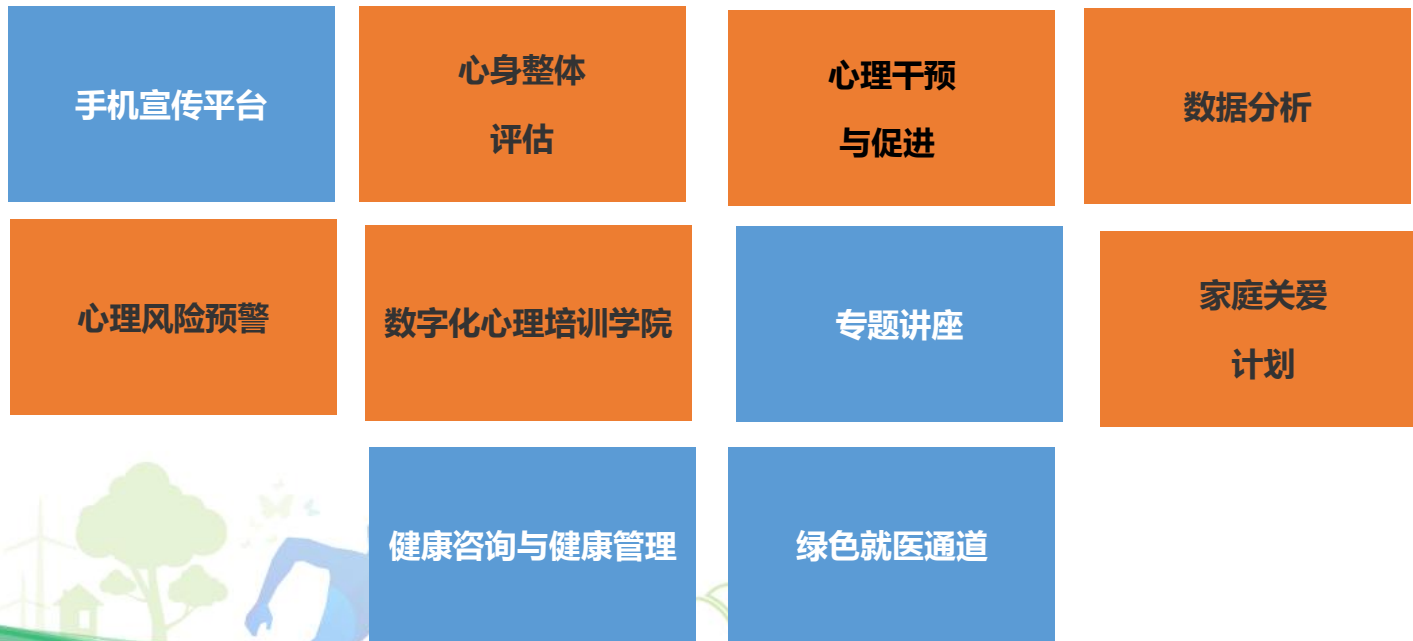 手机宣传平台
心身整体
评估
心理干预
与促进
数据分析
心理风险预警
数字化心理培训学院
专题讲座
家庭关爱
计划
健康咨询与健康管理
绿色就医通道